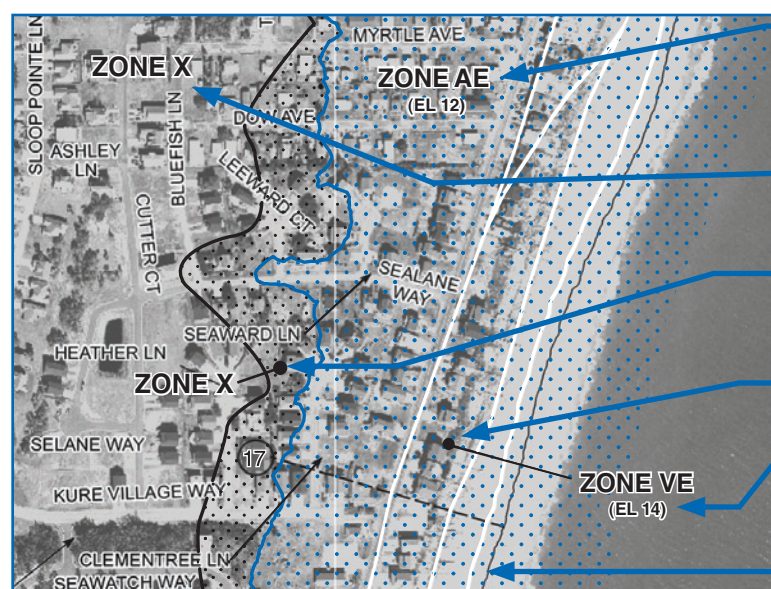 T
SLOOP POINTE LN
ZONE X
MYRTLE AVE
ZONE AE
(EL 12)
BLUEFISH LN
DOW AVE
ASHLEY
LN
LEEWARD CT
CUTTER CT
SEALANE
WAY
SEAWARD LN
HEATHER LN
ZONE X
SELANE WAY
17
KURE VILLAGE WAY
ZONE VE
(EL 14)
CLEMENTREE LN
SEAWATCH WAY